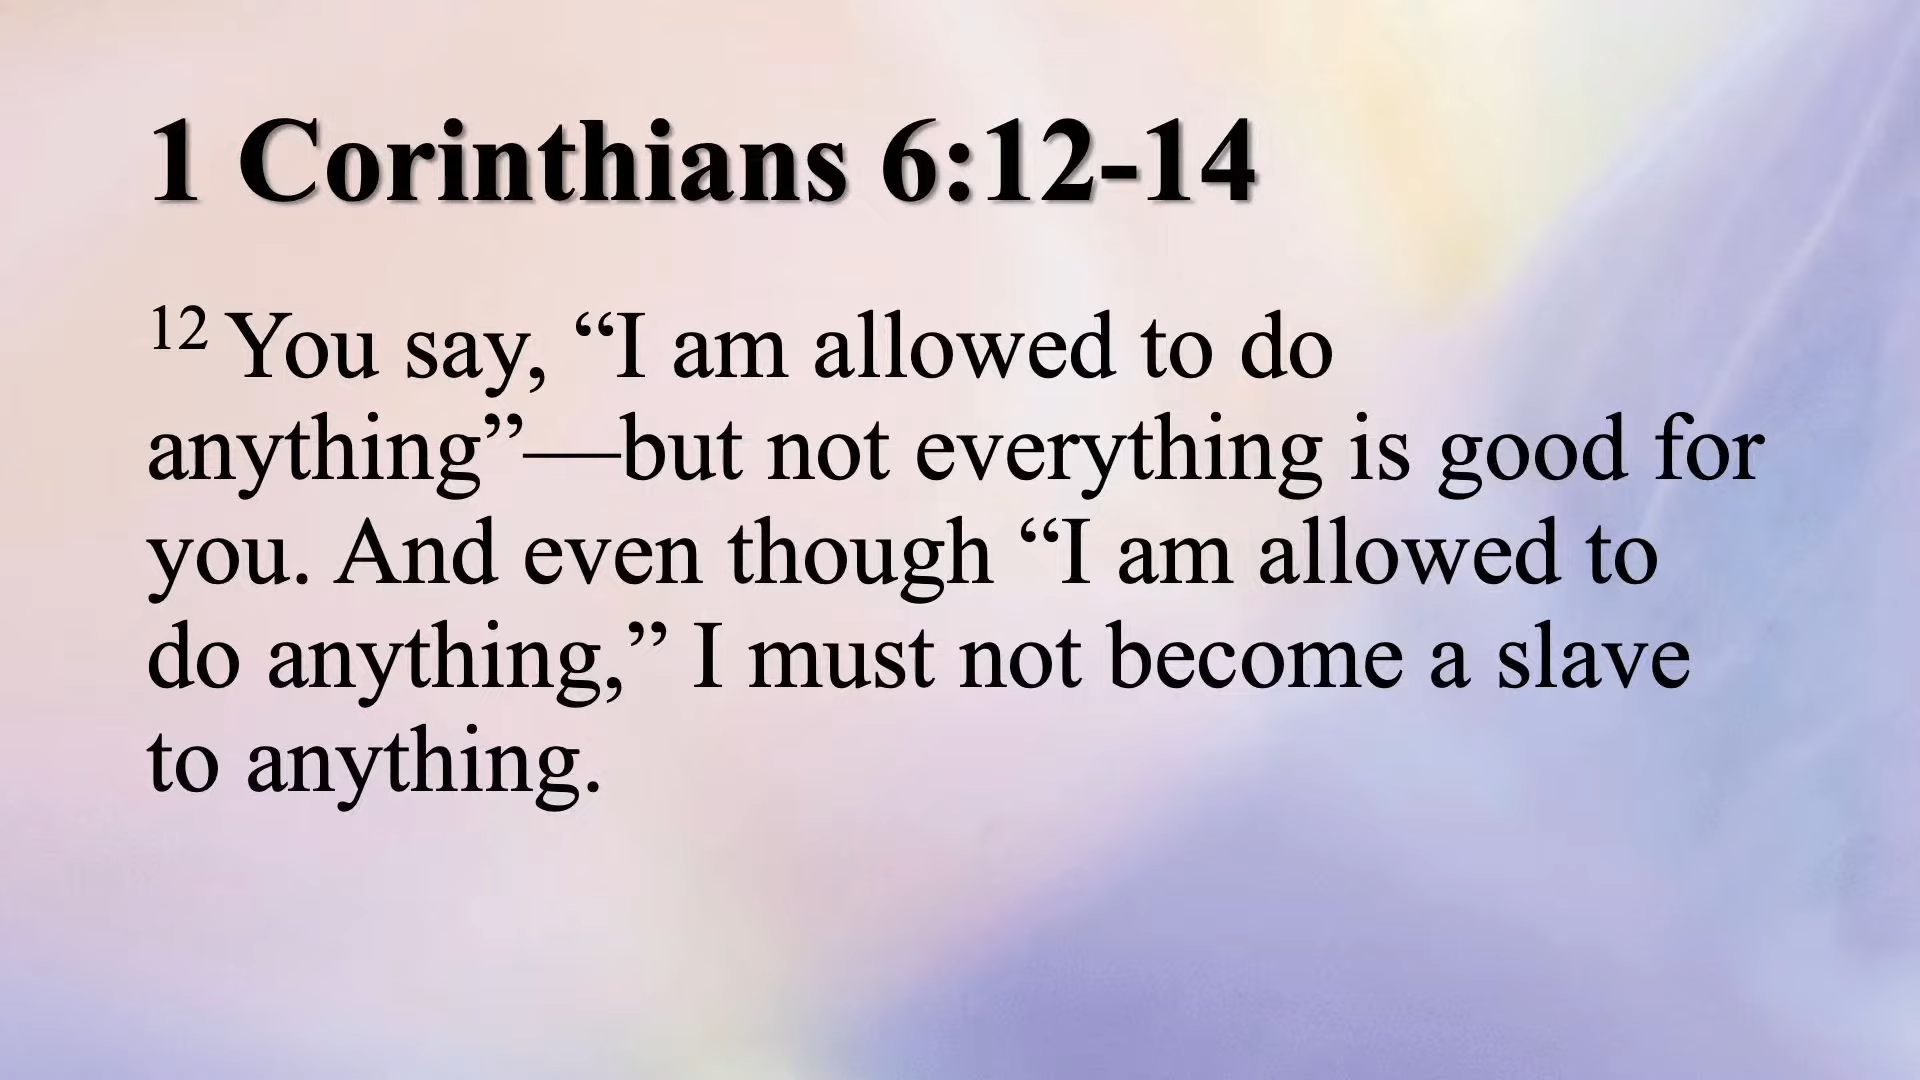 1 Corinthians 6:12-14
12 You say, “I am allowed to do
anything”—but not everything is good for
you. And even though “I am allowed to
do anything,” I must not become a slave
to anything.